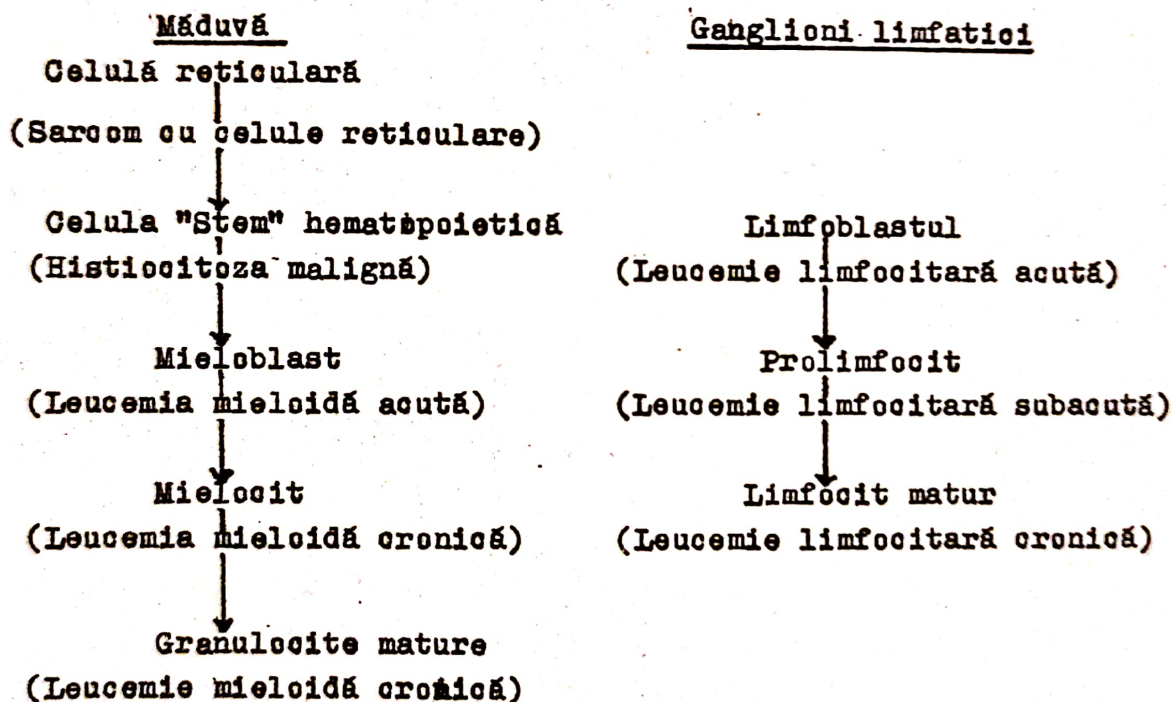 Măduvă
Celulă reticulară
(Sarcom cu celule reticulare)
Celula "Stem" hematopoietică
(Histiocitoza malignă)
Mieloblast
(Leucemia mieloidă acută)
Mielocit
(Leucemia mieloidă cronică)
Granulocite mature
(Leucemie mieloidă cronică)
Ganglioni limfatici
Limfoblastul
(Leucemie limfocitară acută)
Prolimfocit
(Leucemie limfocitară subacută)
Limfocit matur
(Leucemie limfocitară cronică)